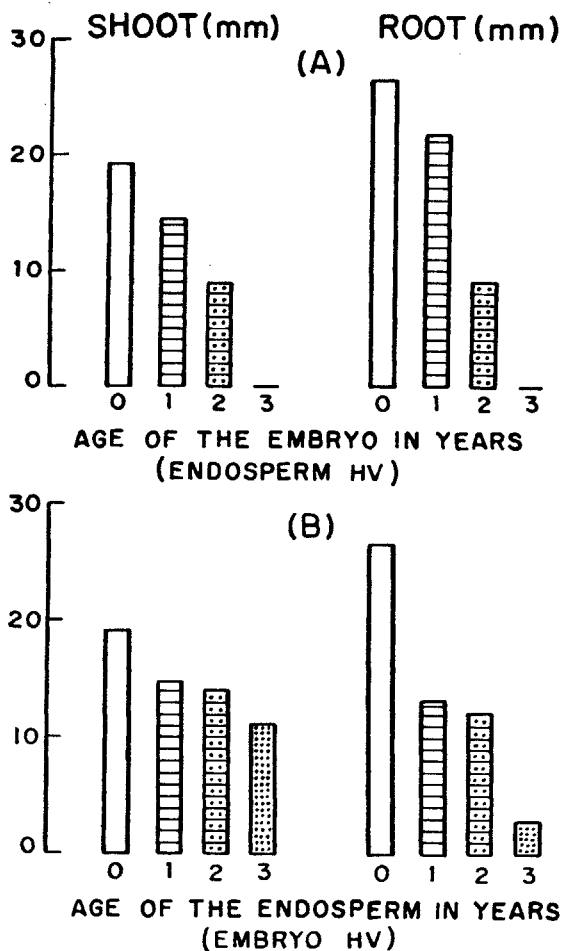 SHOOT (mm) ROOT (mm)
(A)
30
20
10
0
0 1 2 3 0 1 2 3
AGE OF THE EMBRYO IN YEARS
(ENDOSPERM HV)
(B)
30
20
10
0
0 1 2 3 0 1 2 3
AGE OF THE ENDOSPERM IN YEARS
(EMBRYO HV)